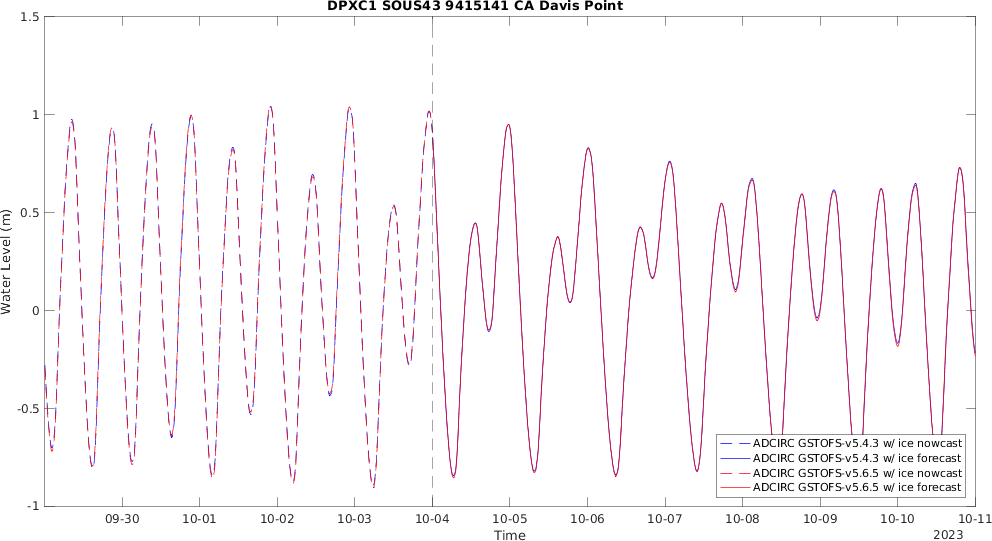 DPXC1 SOUS43 9415141 CA Davis Point
Water Level (m)
1.5
1
0.5
0
-0.5
-1
ADCIRC GSTOFS-v5.4.3 w/ ice nowcast
ADCIRC GSTOFS-v5.4.3 w/ ice forecast
ADCIRC GSTOFS-v5.6.5 w/ ice nowcast
ADCIRC GSTOFS-v5.6.5 w/ ice forecast
09-30 10-01 10-02 10-03 10-04 10-05 10-06 10-07 10-08 10-09 10-10 10-11
Time
2023